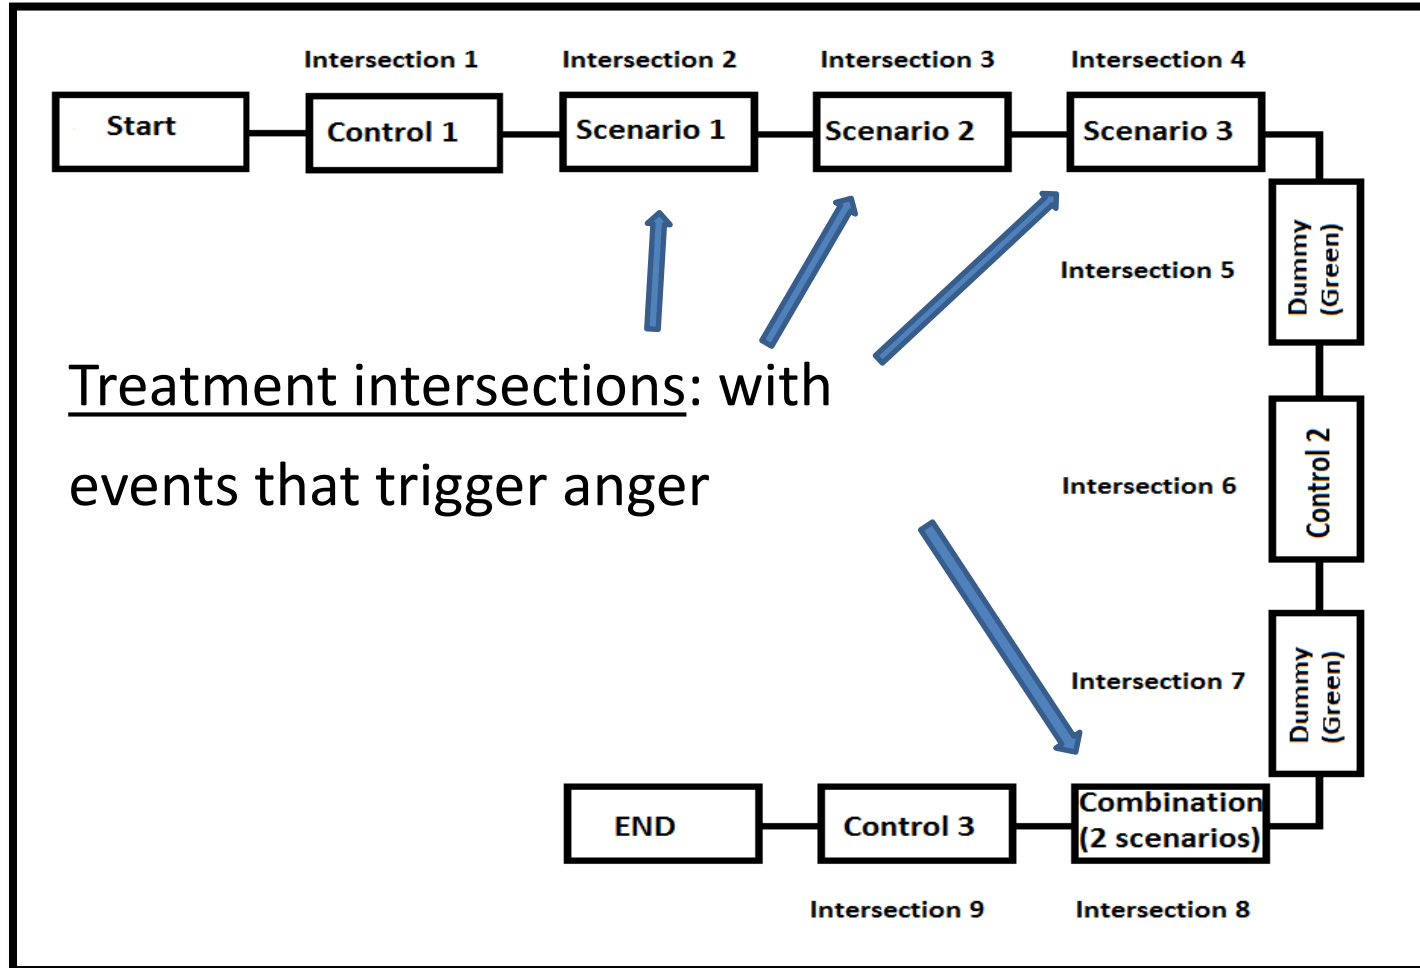 Intersection 1
Intersection 2
Intersection 3
Intersection 4
Start
Control 1
Scenario 1
Scenario 2
Scenario 3
Intersection 5
Dummy
(Green)
Treatment intersections: with
events that trigger anger
Intersection 6
Control 2
Intersection 7
Dummy
(Green)
END
Control 3
Combination
(2 scenarios)
Intersection 9
Intersection 8